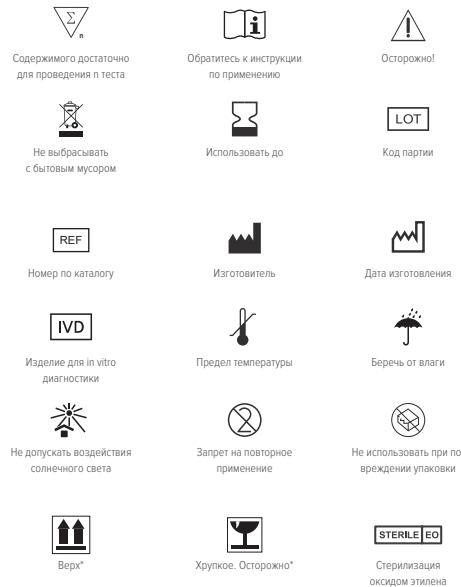 Σ
n
i
!
Содержимого достаточно
для проведения n теста
Обратитесь к инструкции
по применению
Осторожно!
LOT
Не выбрасывать
с бытовым мусором
Использовать до
Код партии
REF
Номер по каталогу
Изготовитель
Дата изготовления
IVD
Изделие для in vitro
диагностики
Предел температуры
Беречь от влаги
2
Не допускать воздействия
солнечного света
Запрет на повторное
применение
Не использовать при по
вреждении упаковки
STERILE EO
Верх*
Хрупкое. Осторожно*
Стерилизация
оксидом этилена